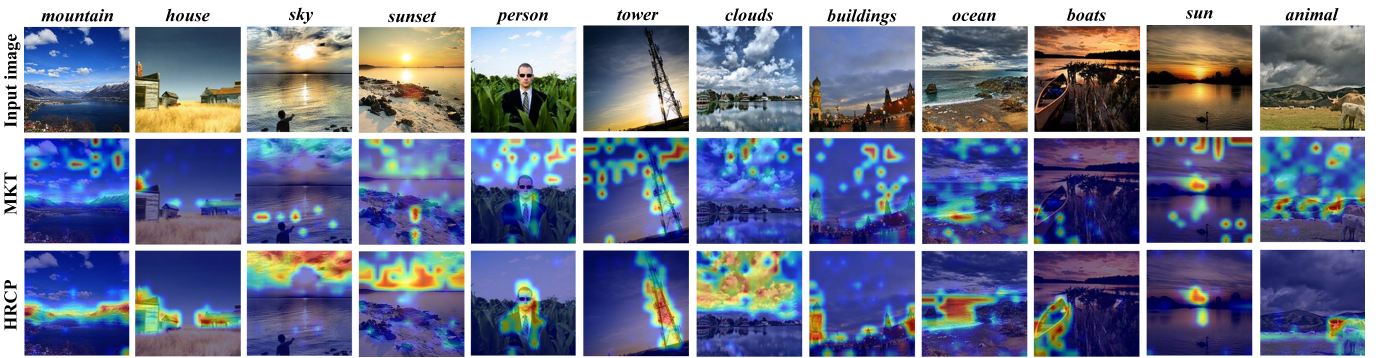 mountain house sky sunset person tower clouds buildings ocean boats sun animal
Input image
MKT
HRCP